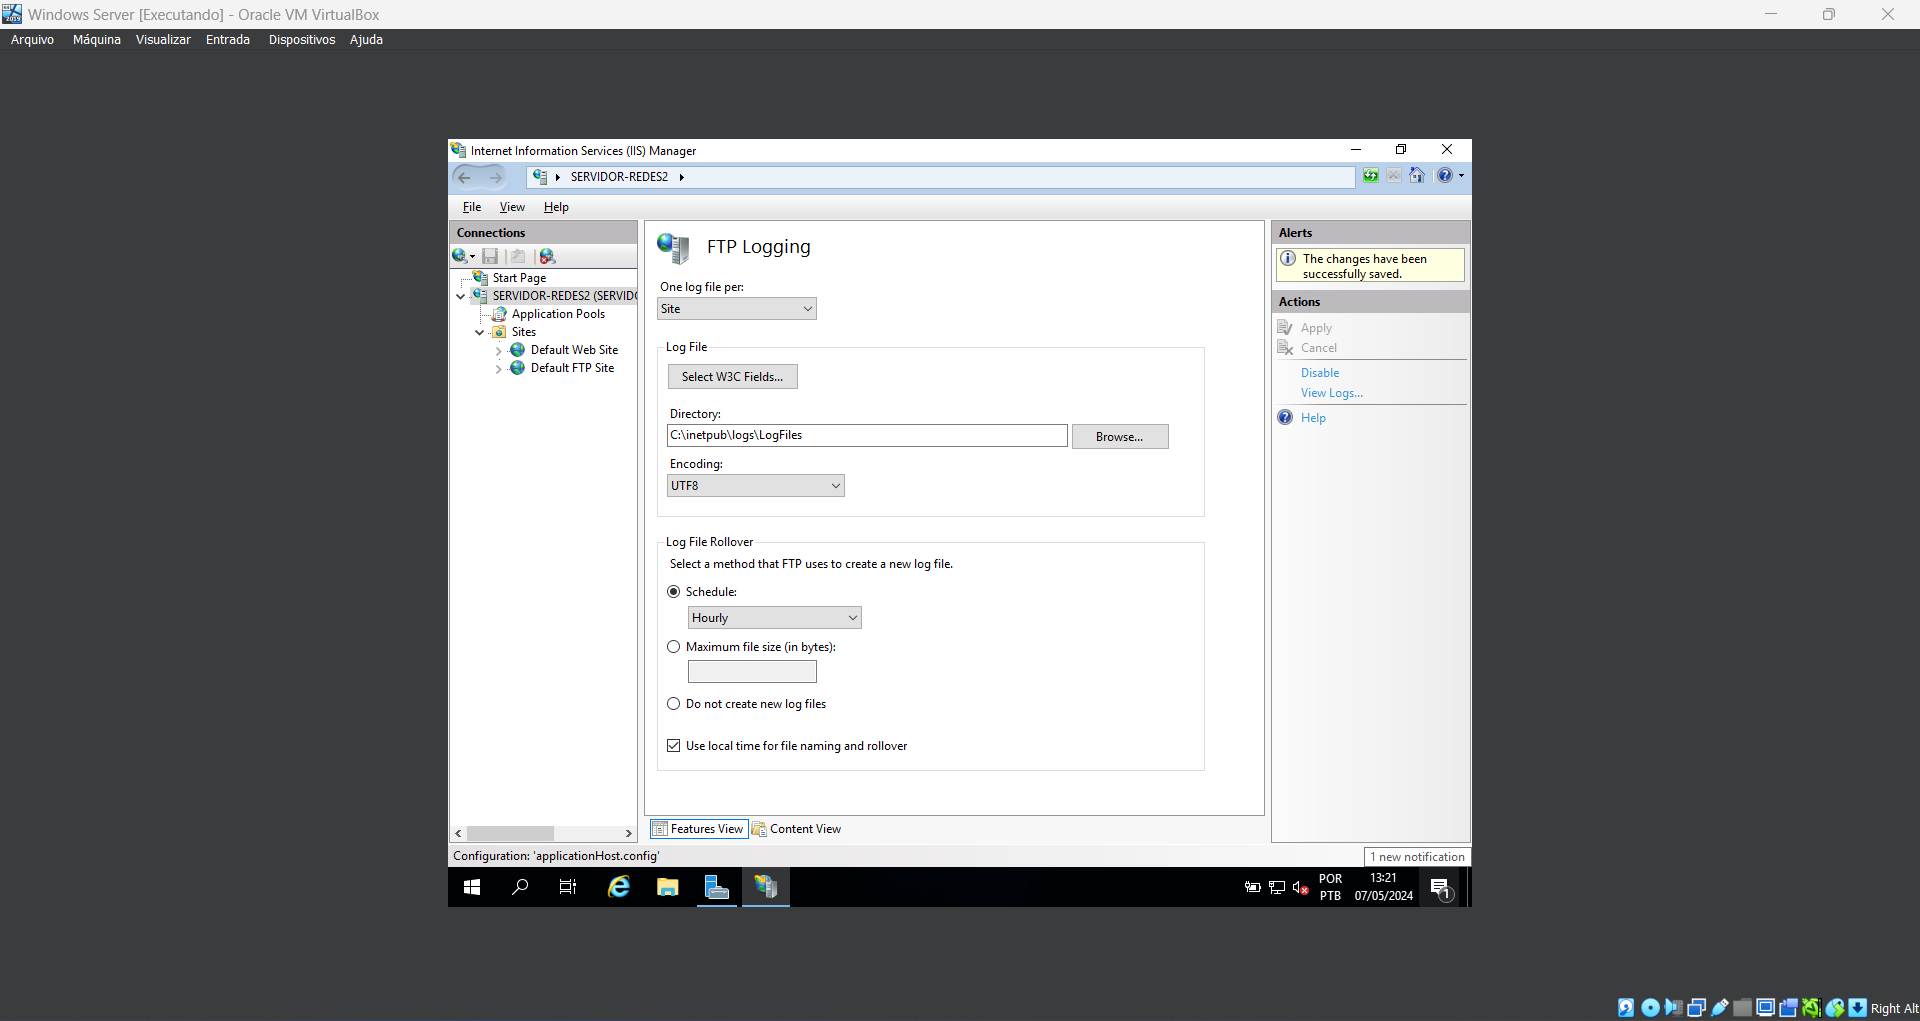 Windows Server [Executando] - Oracle VM VirtualBox
Arquivo Máquina Visualizar Entrada Dispositivos Ajuda
Internet Information Services (IIS) Manager
SERVIDOR-REDES2
File View Help
Connections
Start Page
SERVIDOR-REDES2 (SERVIDO
Application Pools
Sites
Default Web Site
Default FTP Site
FTP Logging
One log file per:
Site
Log File
Select W3C Fields...
Directory:
C:\inetpub\logs\LogFiles
Browse...
Encoding:
UTF8
Log File Rollover
Select a method that FTP uses to create a new log file.
Schedule:
Hourly
Maximum file size (in bytes):
Do not create new log files
Use local time for file naming and rollover
Features View Content View
Alerts
The changes have been
successfully saved.
Actions
Apply
Cancel
Disable
View Logs...
Help
Configuration: 'applicationHost.config'
1 new notification
POR
PTB
13:21
07/05/2024
1
Right Alt